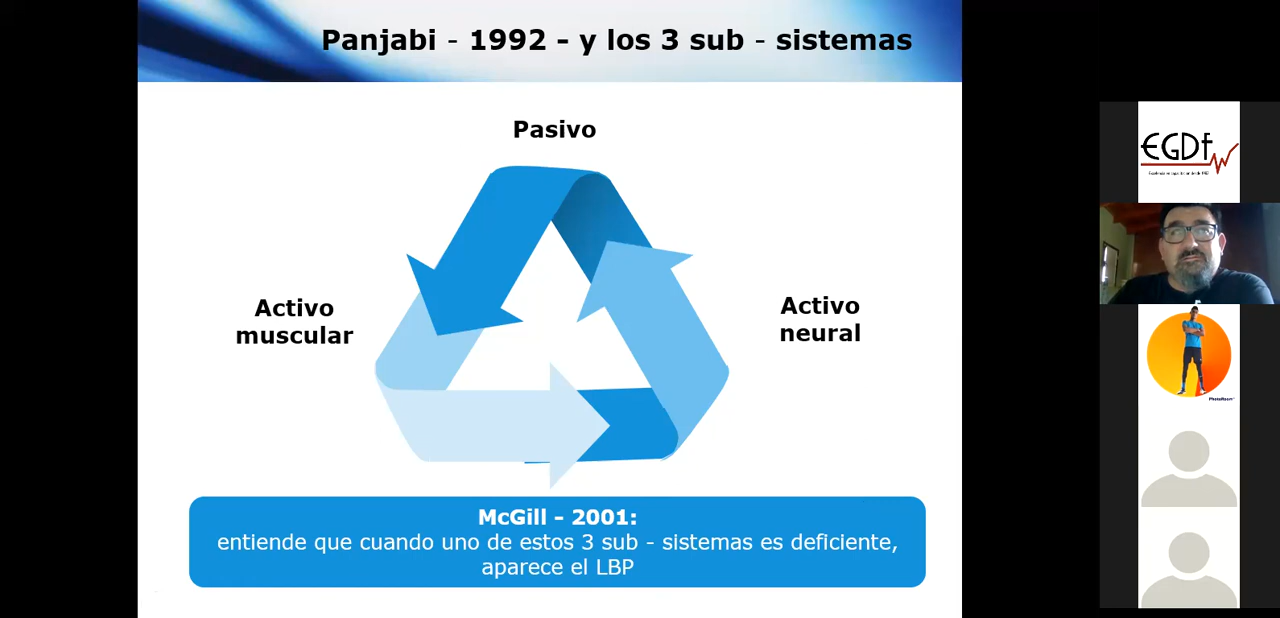 Panjabi - 1992 - y los 3 sub - sistemas
Pasivo
Activo
muscular
Activo
neural
McGill - 2001:
entiende que cuando uno de estos 3 sub - sistemas es deficiente,
aparece el LBP
EGDf
PhotoRoom